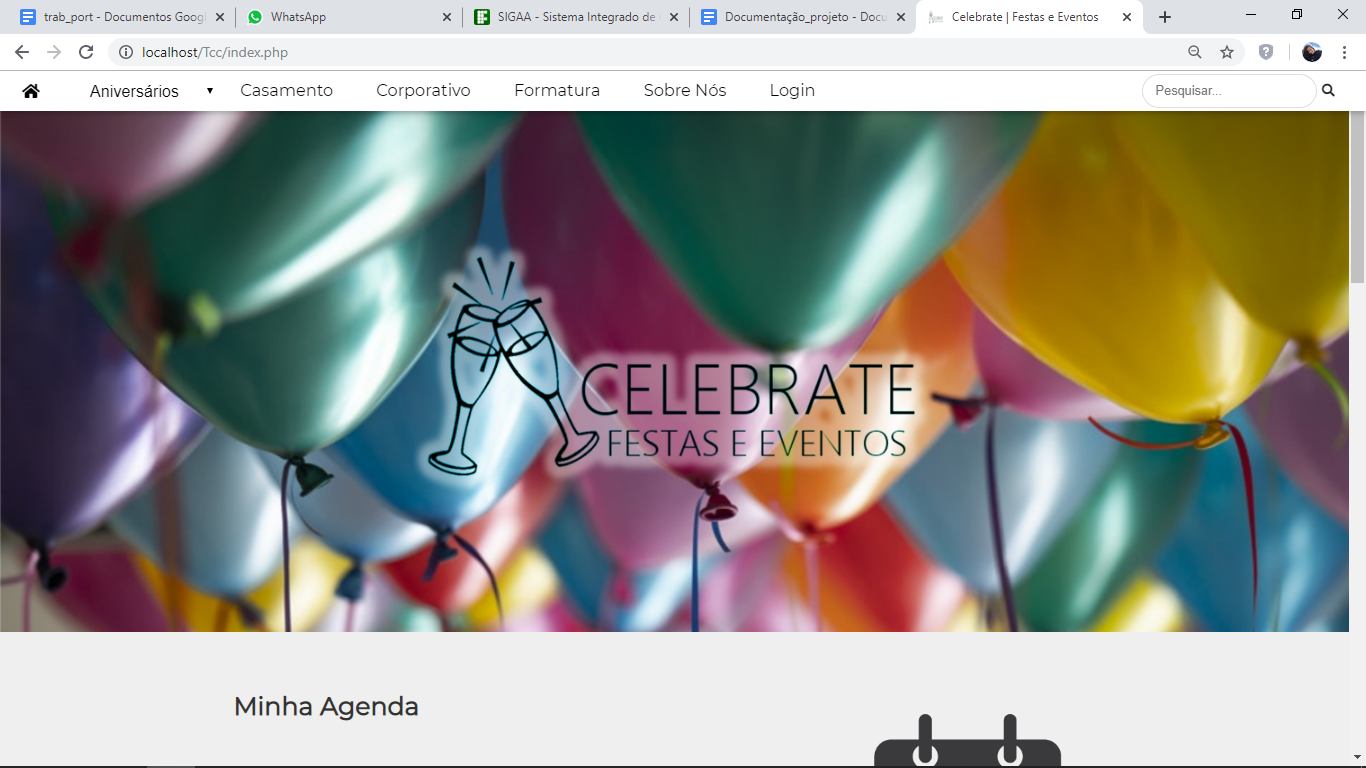 trab_port - Documentos Googl
WhatsApp
SIGAA - Sistema Integrado de
Documentação_projeto - Docu
Celebrate | Festas e Eventos
localhost/Tcc/index.php
Aniversários
Casamento
Corporativo
Formatura
Sobre Nós
Login
Pesquisar...
CELEBRATE
FESTAS E EVENTOS
Minha Agenda